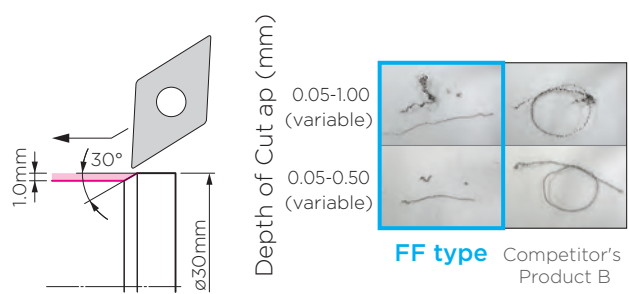 30°
1.0mm
ø30mm
Depth of Cut ap (mm)
0.05-1.00
(variable)
0.05-0.50
(variable)
FF type
Competitor's
Product B